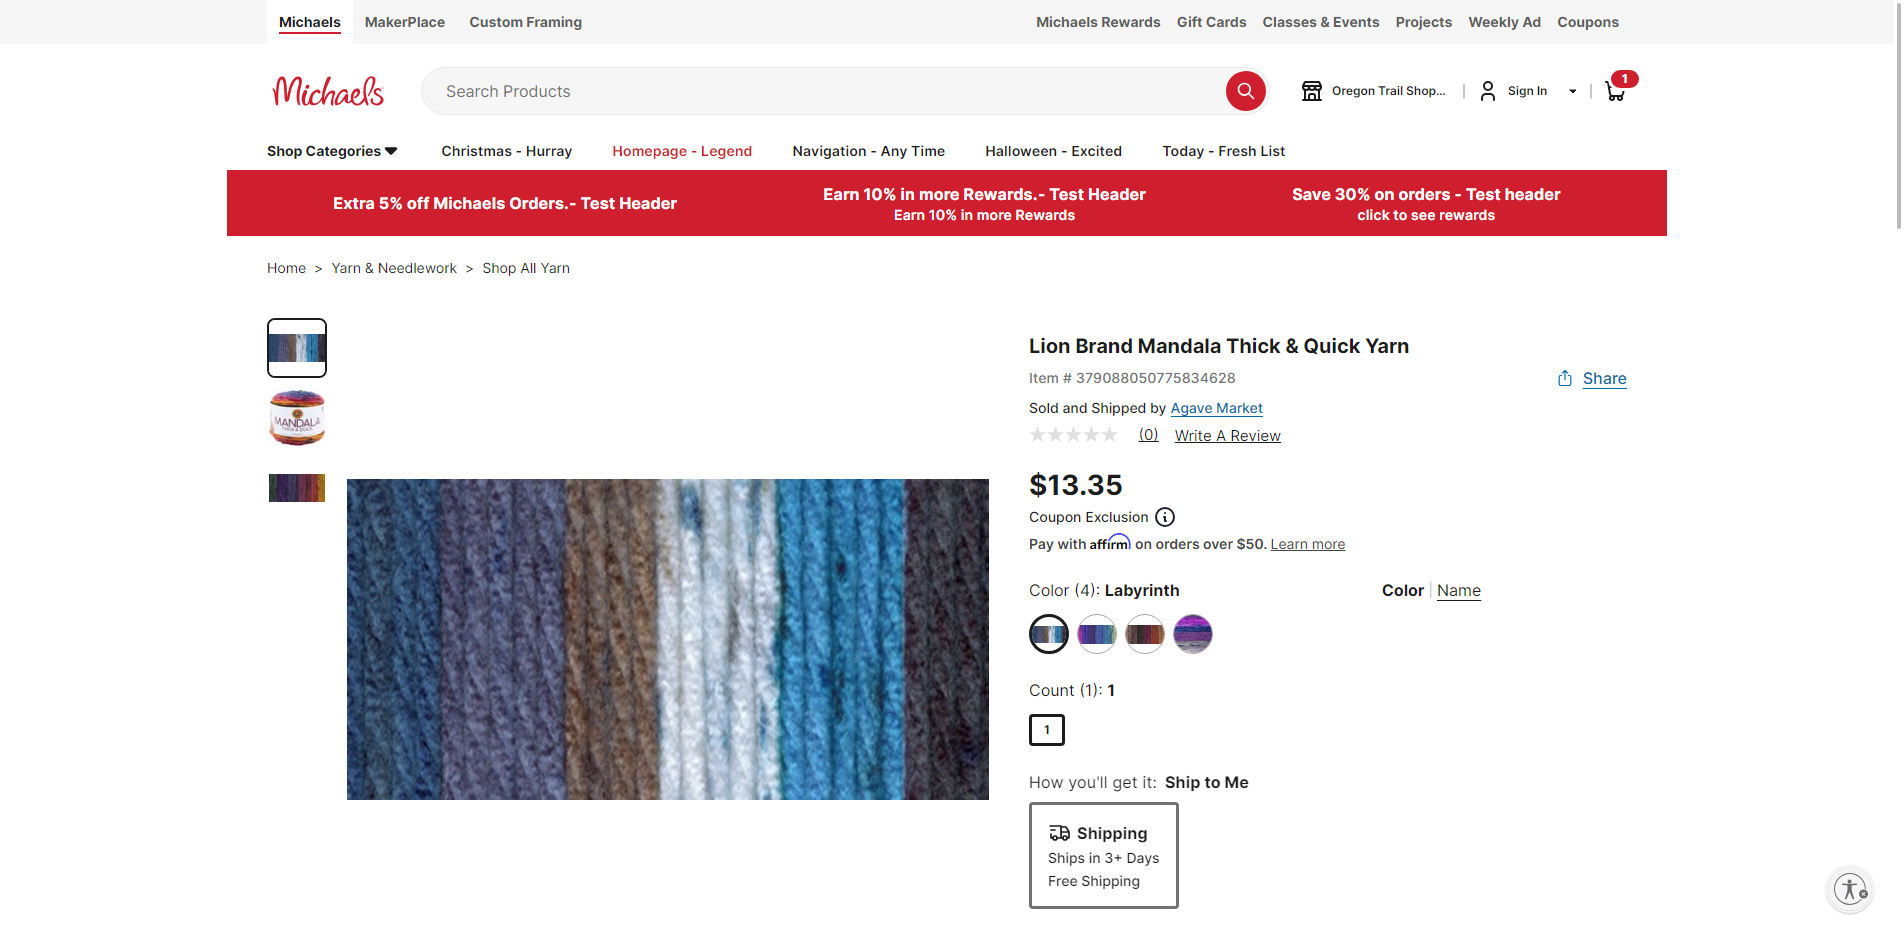 Michaels MakerPlace Custom Framing Michaels Rewards Gift Cards Classes & Events Projects Weekly Ad Coupons
Michaels Search Products Oregon Trail Shop... Sign In 1
Shop Categories Christmas - Hurray Homepage - Legend Navigation - Any Time Halloween - Excited Today - Fresh List
Extra 5% off Michaels Orders.- Test Header
Earn 10% in more Rewards.- Test Header
Earn 10% in more Rewards
Save 30% on orders - Test header
click to see rewards
Home > Yarn & Needlework > Shop All Yarn
MANDALA
THICK & QUICK
Lion Brand Mandala Thick & Quick Yarn
Item # 379088050775834628
Share
Sold and Shipped by Agave Market
(0) Write A Review
$13.35
Coupon Exclusion
Pay with affirm on orders over $50. Learn more
Color (4): Labyrinth Color Name
Count (1): 1
1
How you'll get it: Ship to Me
Shipping
Ships in 3+ Days
Free Shipping